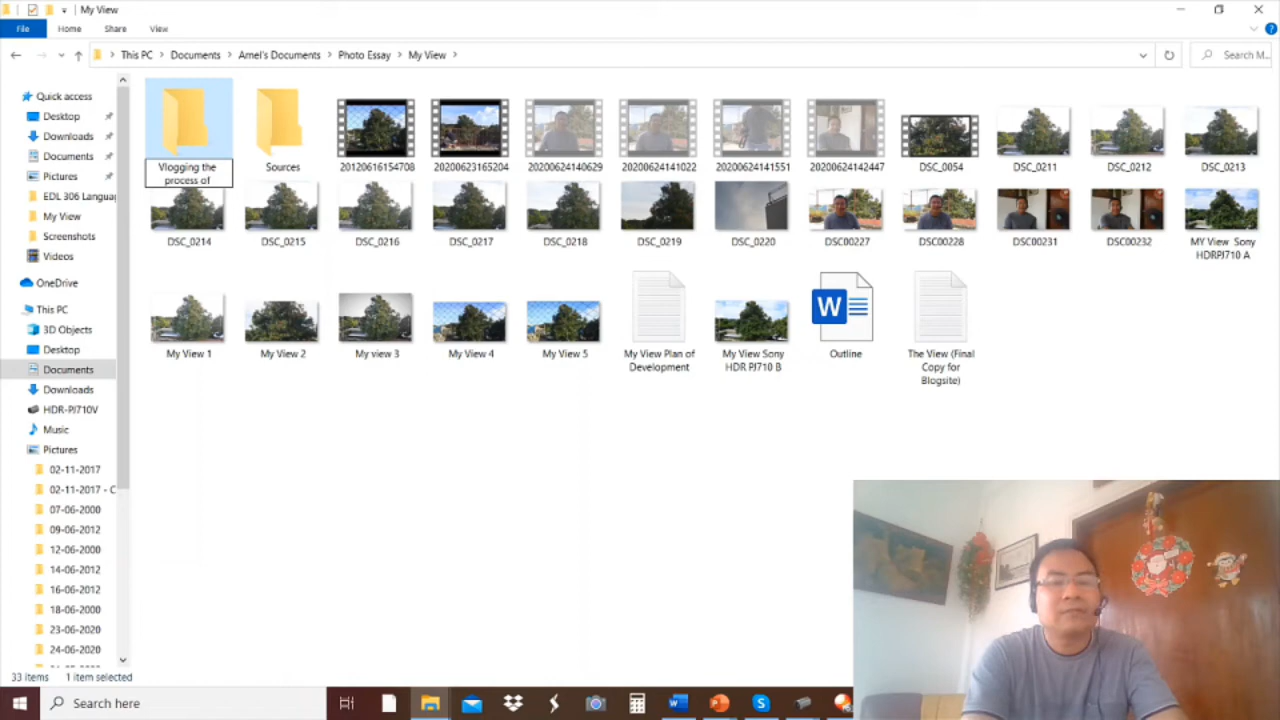 My View
File
Home
Share
View
This PC
Documents
Arnel's Documents
Photo Essay
My View
Search M...
Quick access
Desktop
Downloads
Documents
Pictures
EDL 306 Langua
My View
Screenshots
Videos
OneDrive
This PC
3D Objects
Desktop
Documents
Downloads
HDR-PJ710V
Music
Pictures
02-11-2017
02-11-2017 - C
07-06-2000
09-06-2012
12-06-2000
14-06-2012
16-06-2012
18-06-2000
23-06-2020
24-06-2020
Vlogging the
process of
Sources
20120616154708
20200623165204
20200624140629
20200624141022
20200624141551
20200624142447
DSC_0054
DSC_0211
DSC_0212
DSC_0213
DSC_0214
DSC_0215
DSC_0216
DSC_0217
DSC_0218
DSC_0219
DSC_0220
DSC00227
DSC00228
DSC00231
DSC00232
MY View Sony
HDRPJ710 A
My View 1
My View 2
My view 3
My View 4
My View 5
My View Plan of
Development
My View Sony
HDR PJ710 B
W
Outline
The View (Final
Copy for
Blogsite)
33 items
1 item selected
Search here